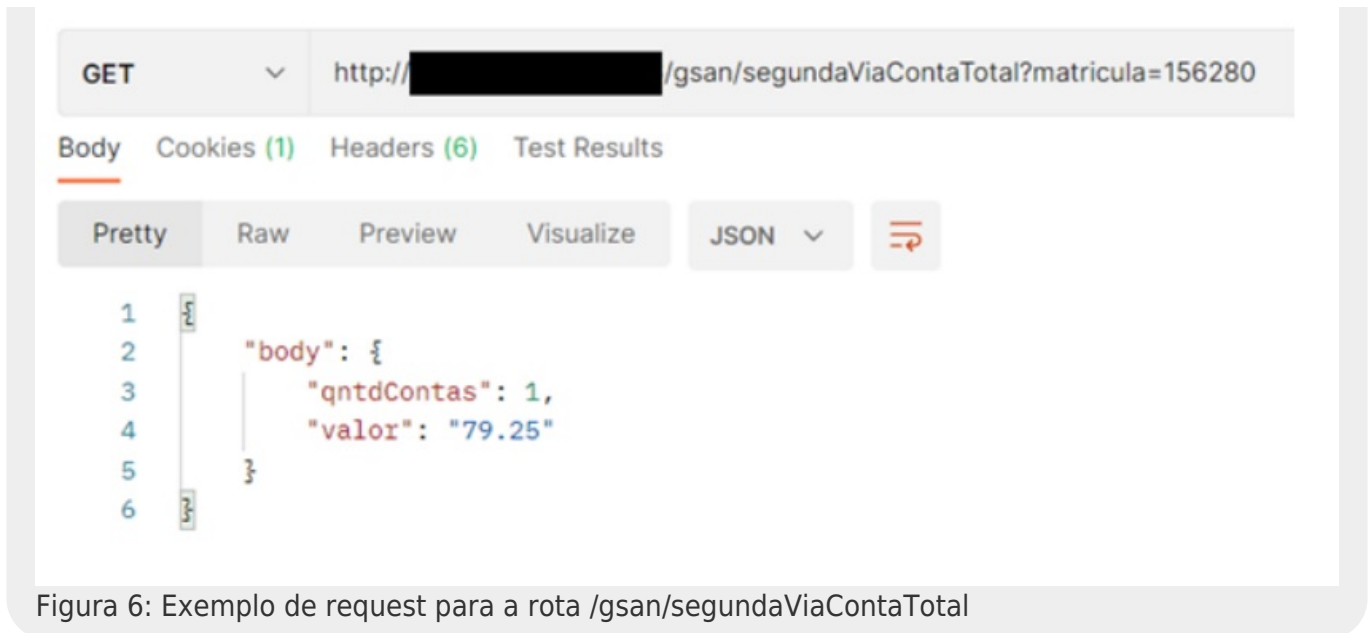 GET http:// /gsan/segundaViaContaTotal?matricula=156280
Body Cookies (1) Headers (6) Test Results
Pretty Raw Preview Visualize JSON
1 {
2 "body": {
3 "qntdContas": 1,
4 "valor": "79.25"
5 }
6 }
Figura 6: Exemplo de request para a rota /gsan/segundaViaContaTotal